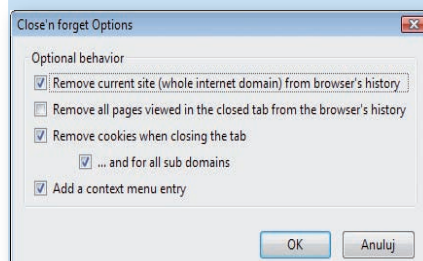 Close'n forget Options
Optional behavior
Remove current site (whole internet domain) from browser's history
Remove all pages viewed in the closed tab from the browser's history
Remove cookies when closing the tab
... and for all sub domains
Add a context menu entry
OK
Anuluj